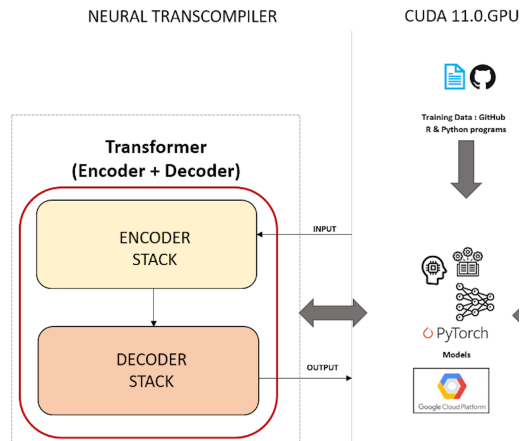 NEURAL TRANSCOMPILER
CUDA 11.0.GPU
Training Data : GitHub
R & Python programs
Transformer
(Encoder + Decoder)
ENCODER
STACK
INPUT
DECODER
STACK
OUTPUT
PyTorch
Models
Google Cloud Platform